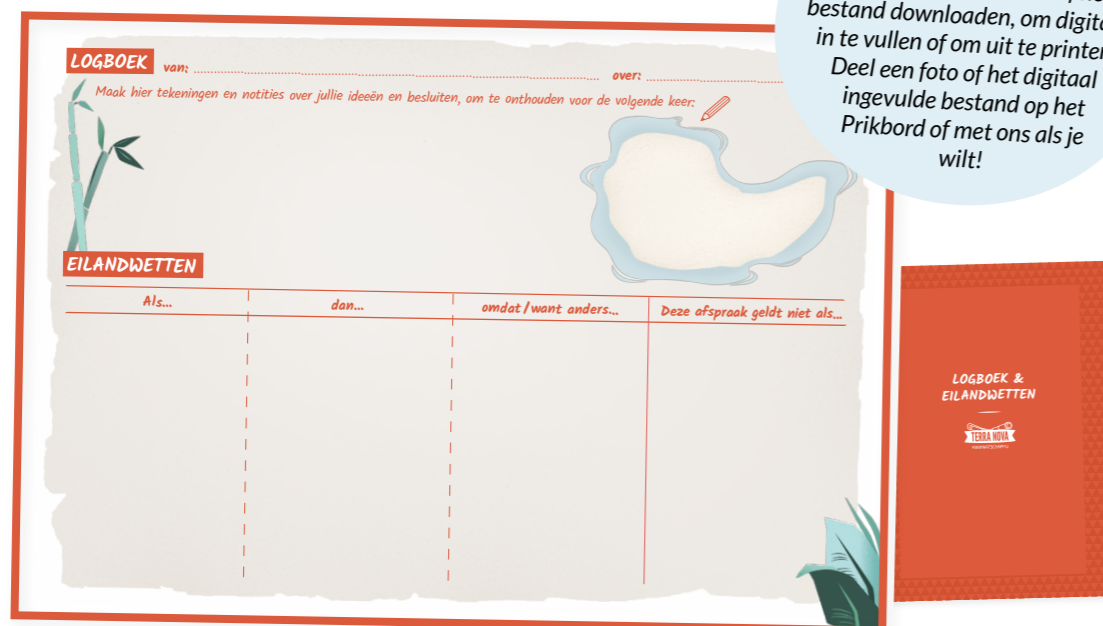 bestand downloaden, om
in te vullen of om uit te
Deel een foto of het digitaal
ingevulde bestand op het
Prikbord of met ons als je
wilt!
LOGBOEK van: over:
Maak hier tekeningen en notities over jullie ideeën en besluiten, om te onthouden voor de volgende keer:
EILANDWETTEN
Als... dan... omdat/want anders... Deze afspraak geldt niet als...
LOGBOEK &
EILANDWETTEN
TERRA NOVA